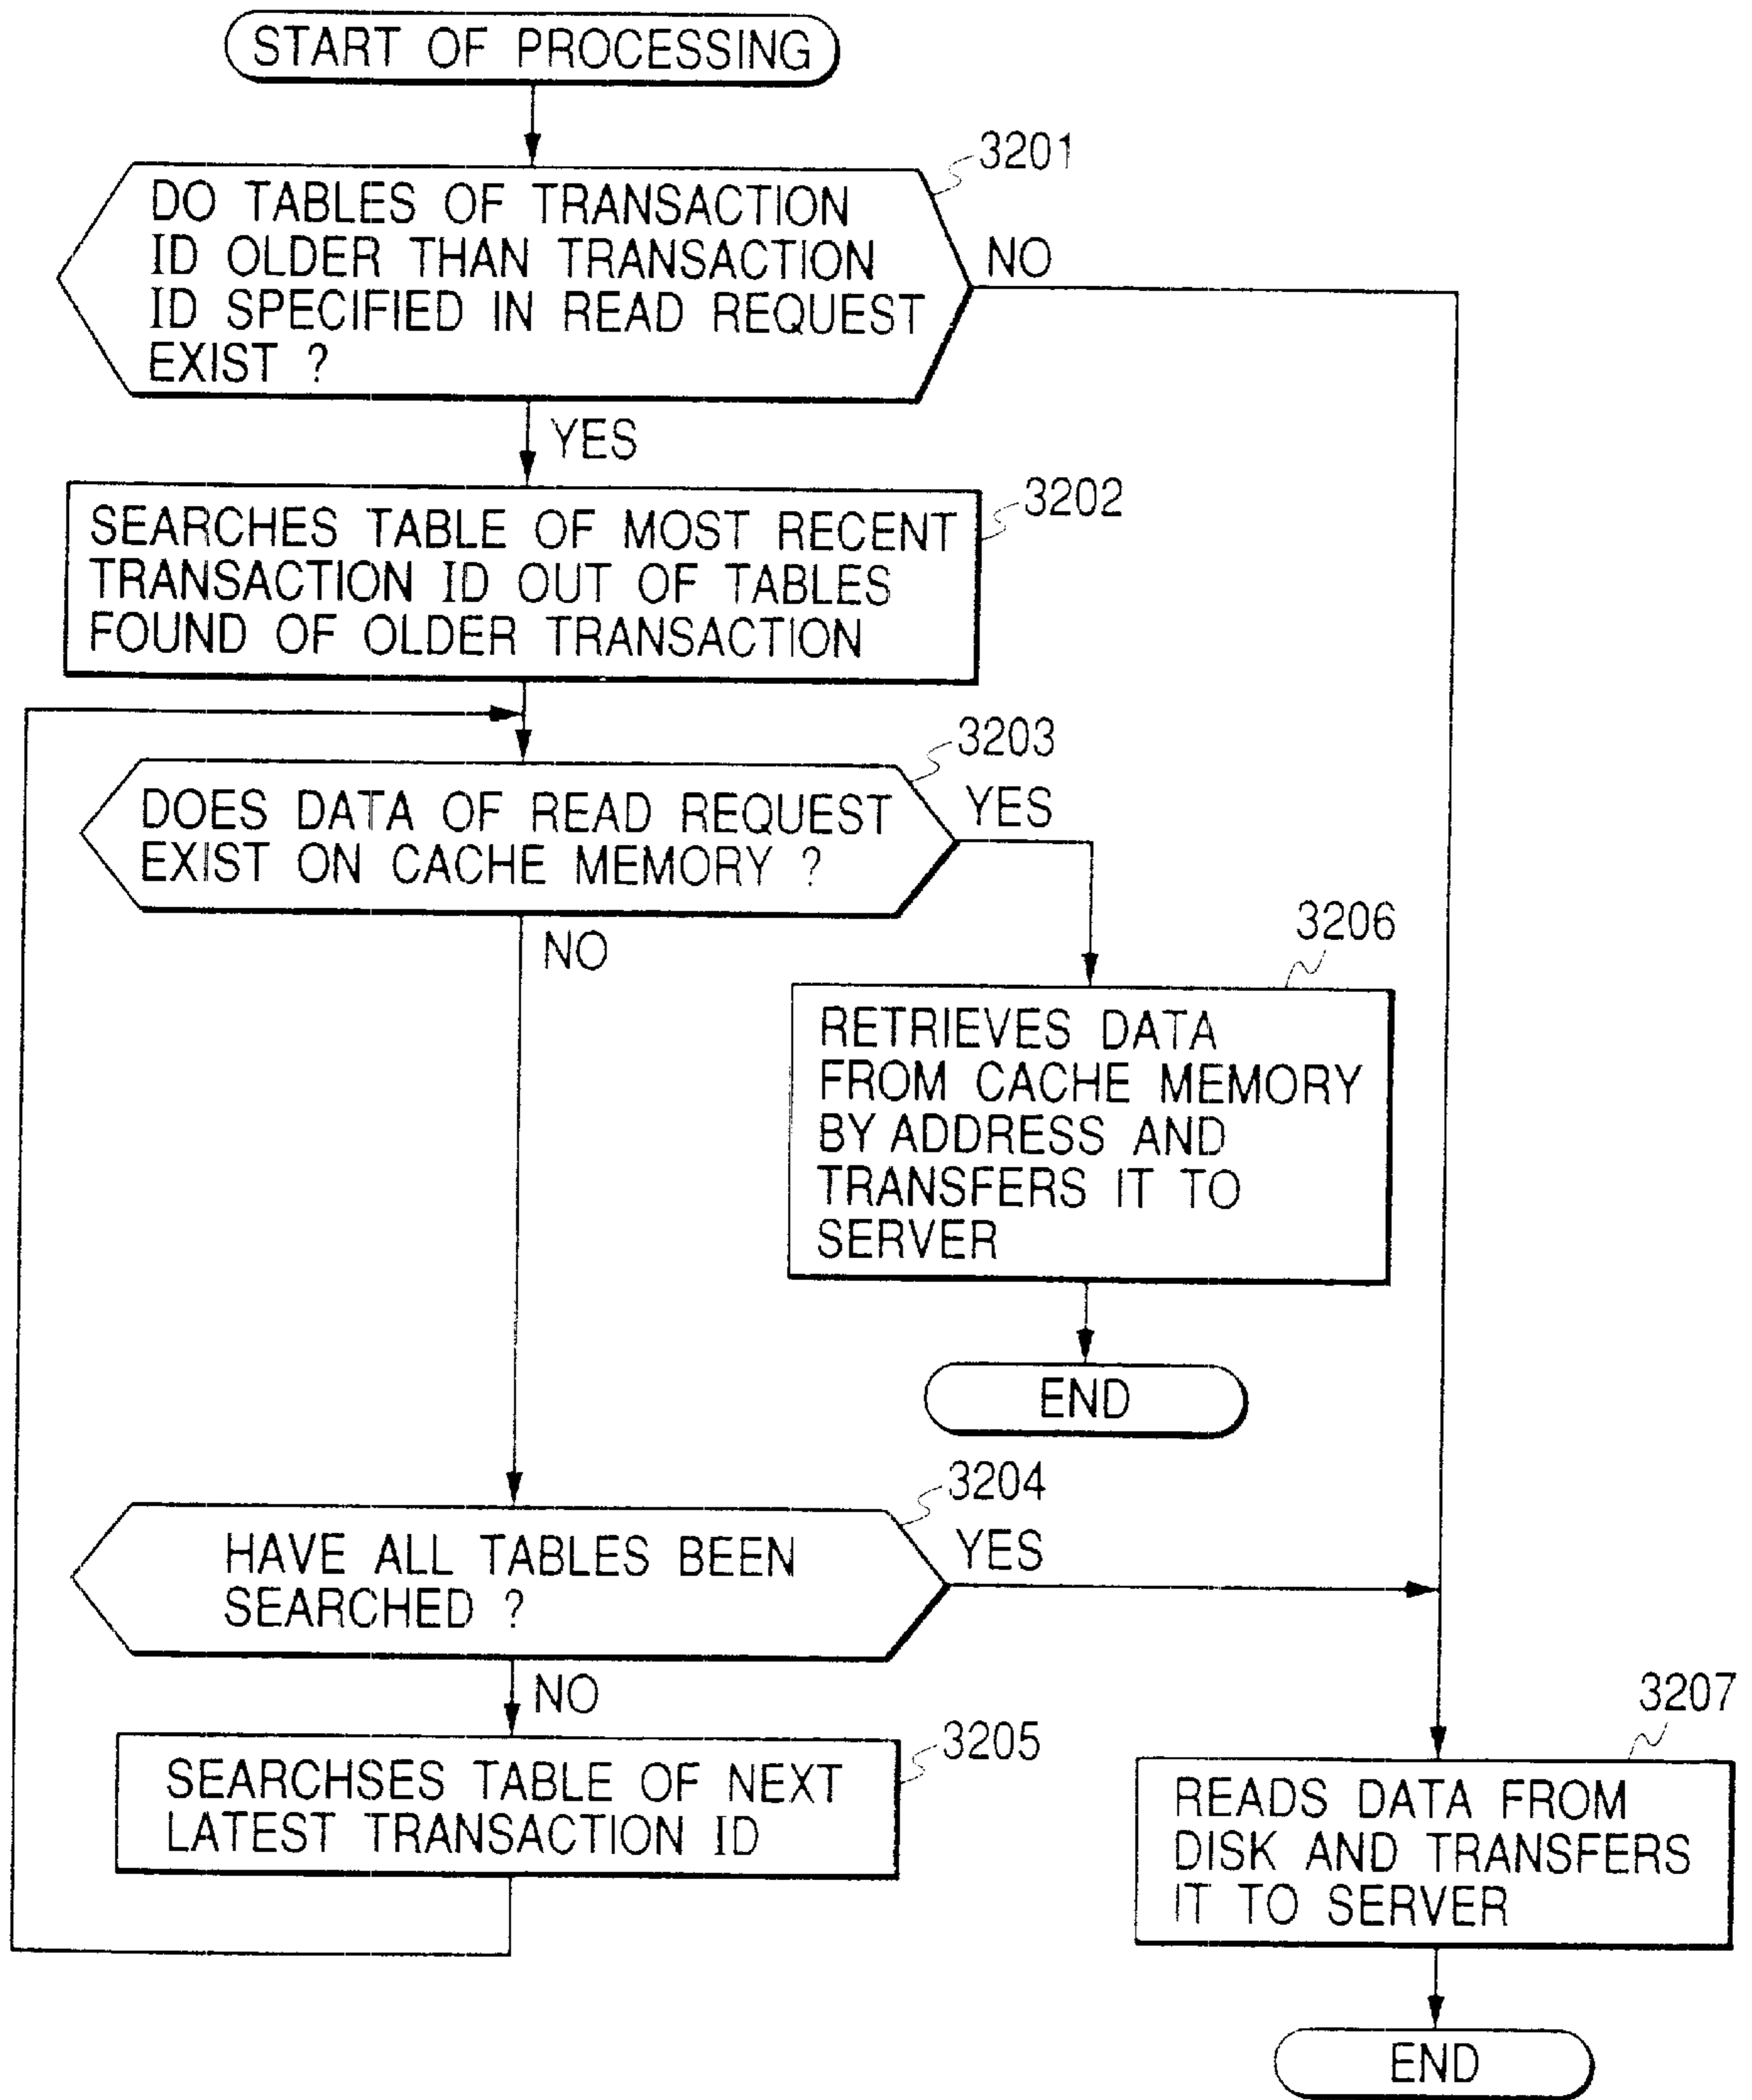 START OF PROCESSING
3201
DO TABLES OF TRANSACTION
ID OLDER THAN TRANSACTION
ID SPECIFIED IN READ REQUEST
EXIST ?
NO
YES
3202
SEARCHES TABLE OF MOST RECENT
TRANSACTION ID OUT OF TABLES
FOUND OF OLDER TRANSACTION
3203
DOES DATA OF READ REQUEST
EXIST ON CACHE MEMORY ?
YES
NO
3206
RETRIEVES DATA
FROM CACHE MEMORY
BY ADDRESS AND
TRANSFERS IT TO
SERVER
END
3204
HAVE ALL TABLES BEEN
SEARCHED ?
YES
NO
3205
SEARCHSES TABLE OF NEXT
LATEST TRANSACTION ID
3207
READS DATA FROM
DISK AND TRANSFERS
IT TO SERVER
END